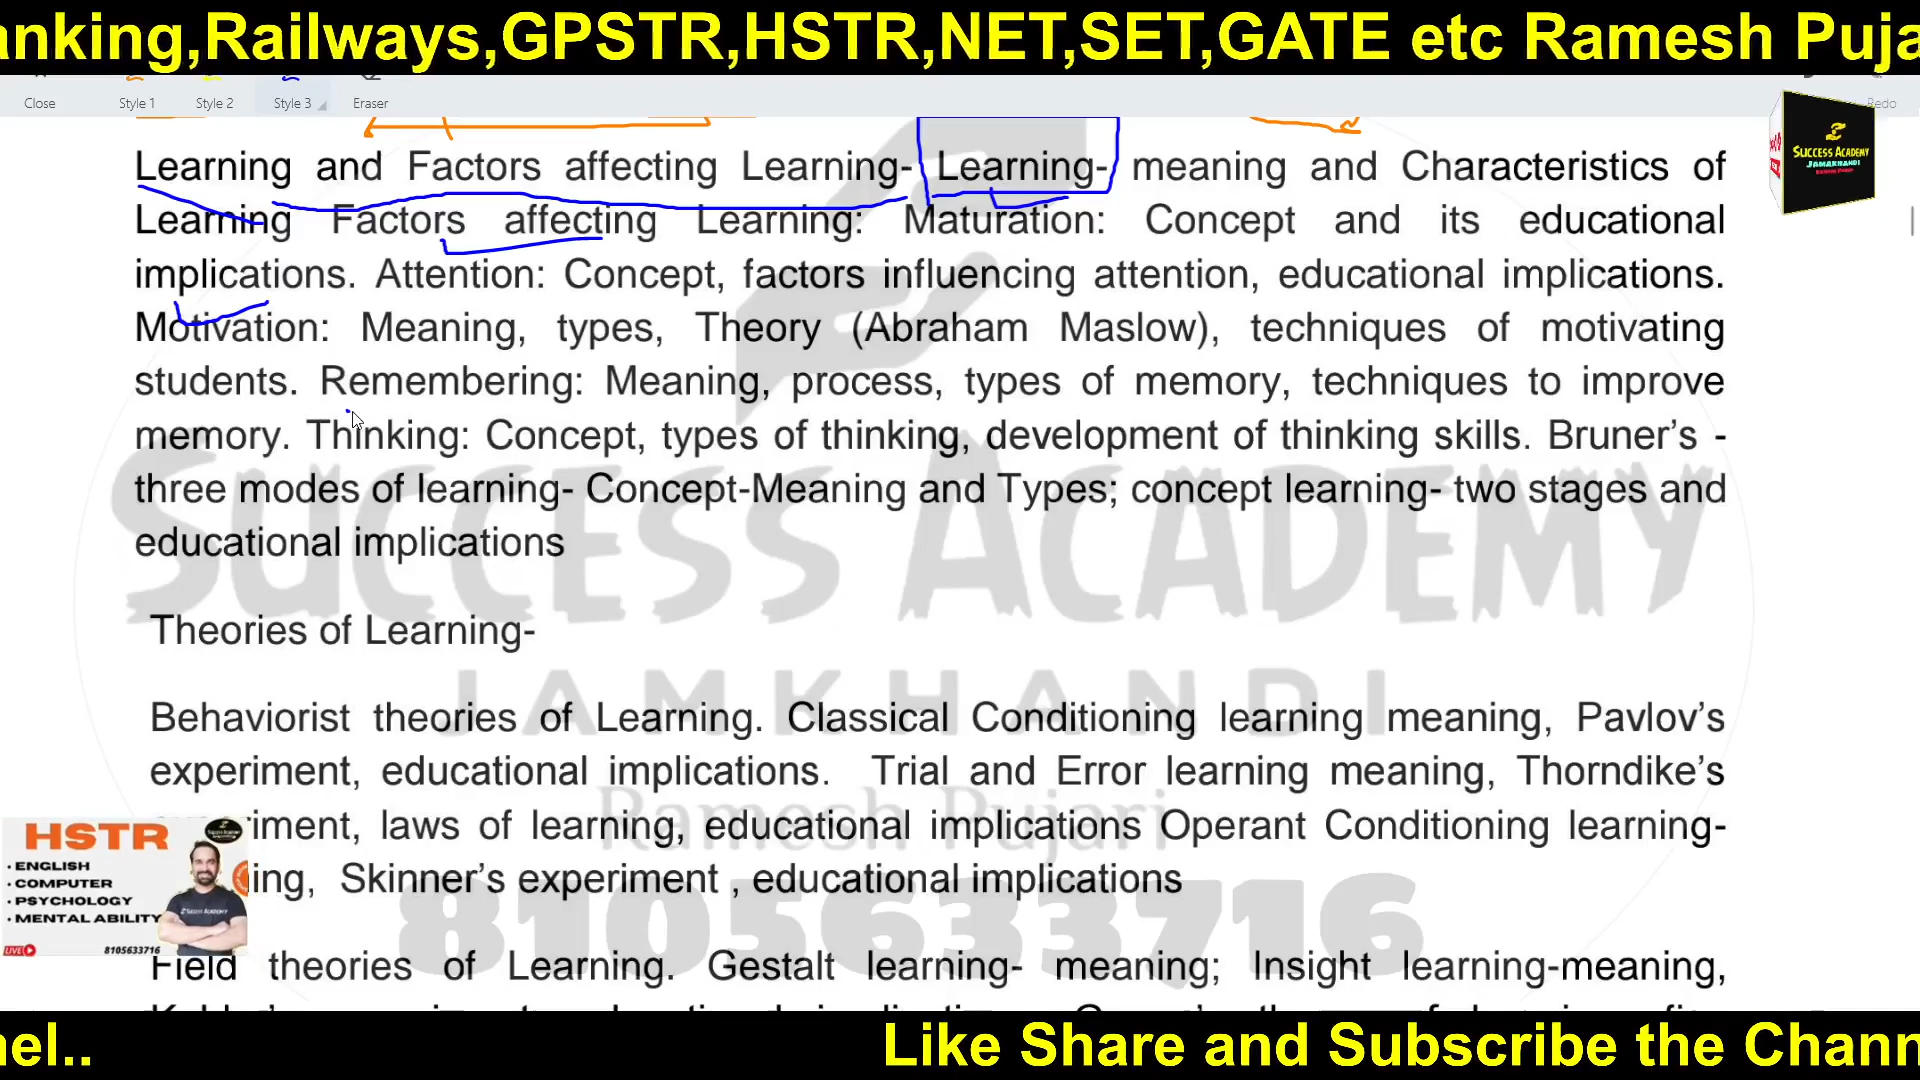 anking,Railways,GPSTR,HSTR,NET,SET,GATE etc Ramesh Puja
Close Style 1 Style 2 Style 3 Eraser Redo
SUCCESS ACADEMY
JAMAKHANDI
Learning and Factors affecting Learning- Learning- meaning and Characteristics of
Learning Factors affecting Learning: Maturation: Concept and its educational
implications. Attention: Concept, factors influencing attention, educational implications.
Motivation: Meaning, types, Theory (Abraham Maslow), techniques of motivating
students. Remembering: Meaning, process, types of memory, techniques to improve
memory. Thinking: Concept, types of thinking, development of thinking skills. Bruner’s -
three modes of learning- Concept-Meaning and Types; concept learning- two stages and
educational implications
SUCCESS ACADEMY
Theories of Learning-
JAMKHANDI
Behaviorist theories of Learning. Classical Conditioning learning meaning, Pavlov’s
experiment, educational implications. Trial and Error learning meaning, Thorndike’s
iment, laws of learning, educational implications Operant Conditioning learning-
ing, Skinner’s experiment , educational implications
Ramesh Pujari
8105633716
Field theories of Learning. Gestalt learning- meaning; Insight learning-meaning,
HSTR
• ENGLISH
• COMPUTER
• PSYCHOLOGY
• MENTAL ABILITY
SUCCESS ACADEMY
LIVE
8105633716
nel.. Like Share and Subscribe the Chann